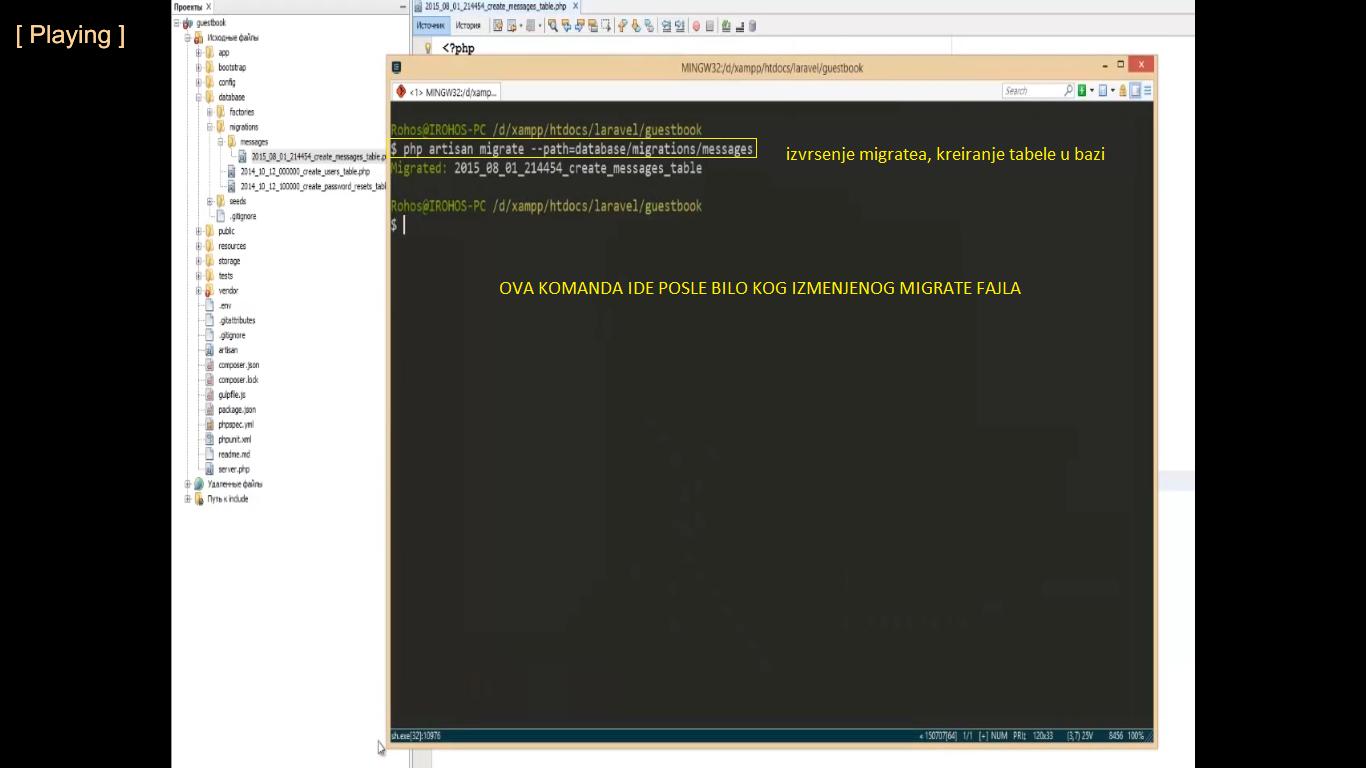 [ Playing ]
Проекты X
guestbook
Исходные файлы
app
bootstrap
config
database
factories
migrations
messages
2015_08_01_214454_create_messages_table.p
2014_10_12_000000_create_users_table.php
2014_10_12_100000_create_password_resets_tabl
seeds
.gitignore
public
resources
storage
tests
vendor
.env
.gitattributes
.gitignore
artisan
composer.json
composer.lock
gulpfile.js
package.json
phpspec.yml
phpunit.xml
readme.md
server.php
Удаленные файлы
Путь к include
2015_08_01_214454_create_messages_table.php X
Источник История
<?php
MINGW32:/d/xampp/htdocs/laravel/guestbook
<1> MINGW32:/d/xamp...
Search
Rohos@IROHOS-PC /d/xampp/htdocs/laravel/guestbook
$ php artisan migrate --path=database/migrations/messages
izvrsenje migratea, kreiranje tabele u bazi
Migrated: 2015_08_01_214454_create_messages_table
Rohos@IROHOS-PC /d/xampp/htdocs/laravel/guestbook
$
OVA KOMANDA IDE POSLE BILO KOG IZMENJENOG MIGRATE FAJLA
sh.exe[32]:10976
« 150707[64] 1/1 [+] NUM PRI: 120x33 (3,7) 25V 8456 100%